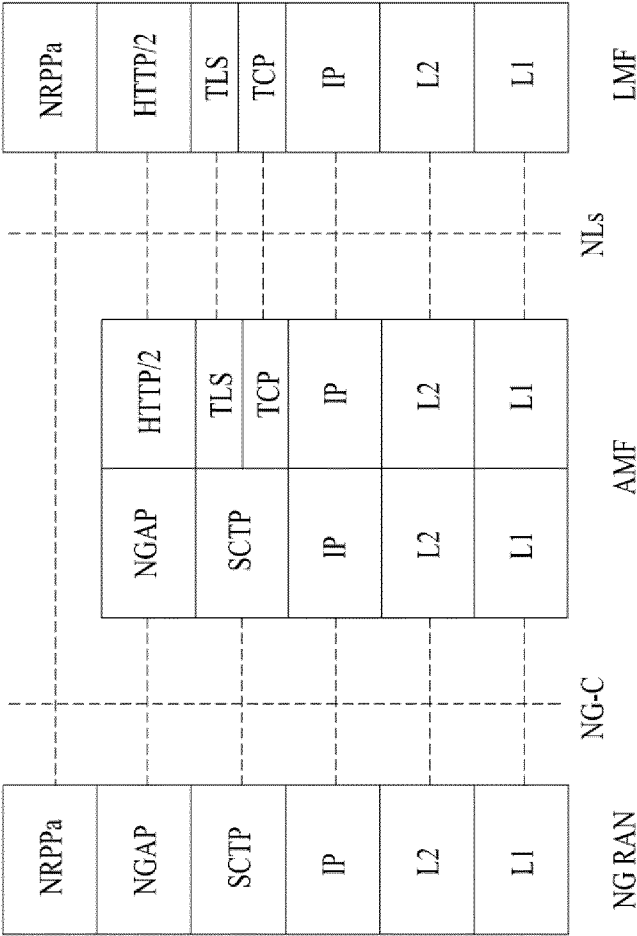 NRPPa
NGAP
SCTP
IP
L2
L1
NG RAN
NG-C
NGAP
SCTP
IP
L2
L1
HTTP/2
TLS
TCP
IP
L2
L1
AMF
NLs
NRPPa
HTTP/2
TLS
TCP
IP
L2
L1
LMF